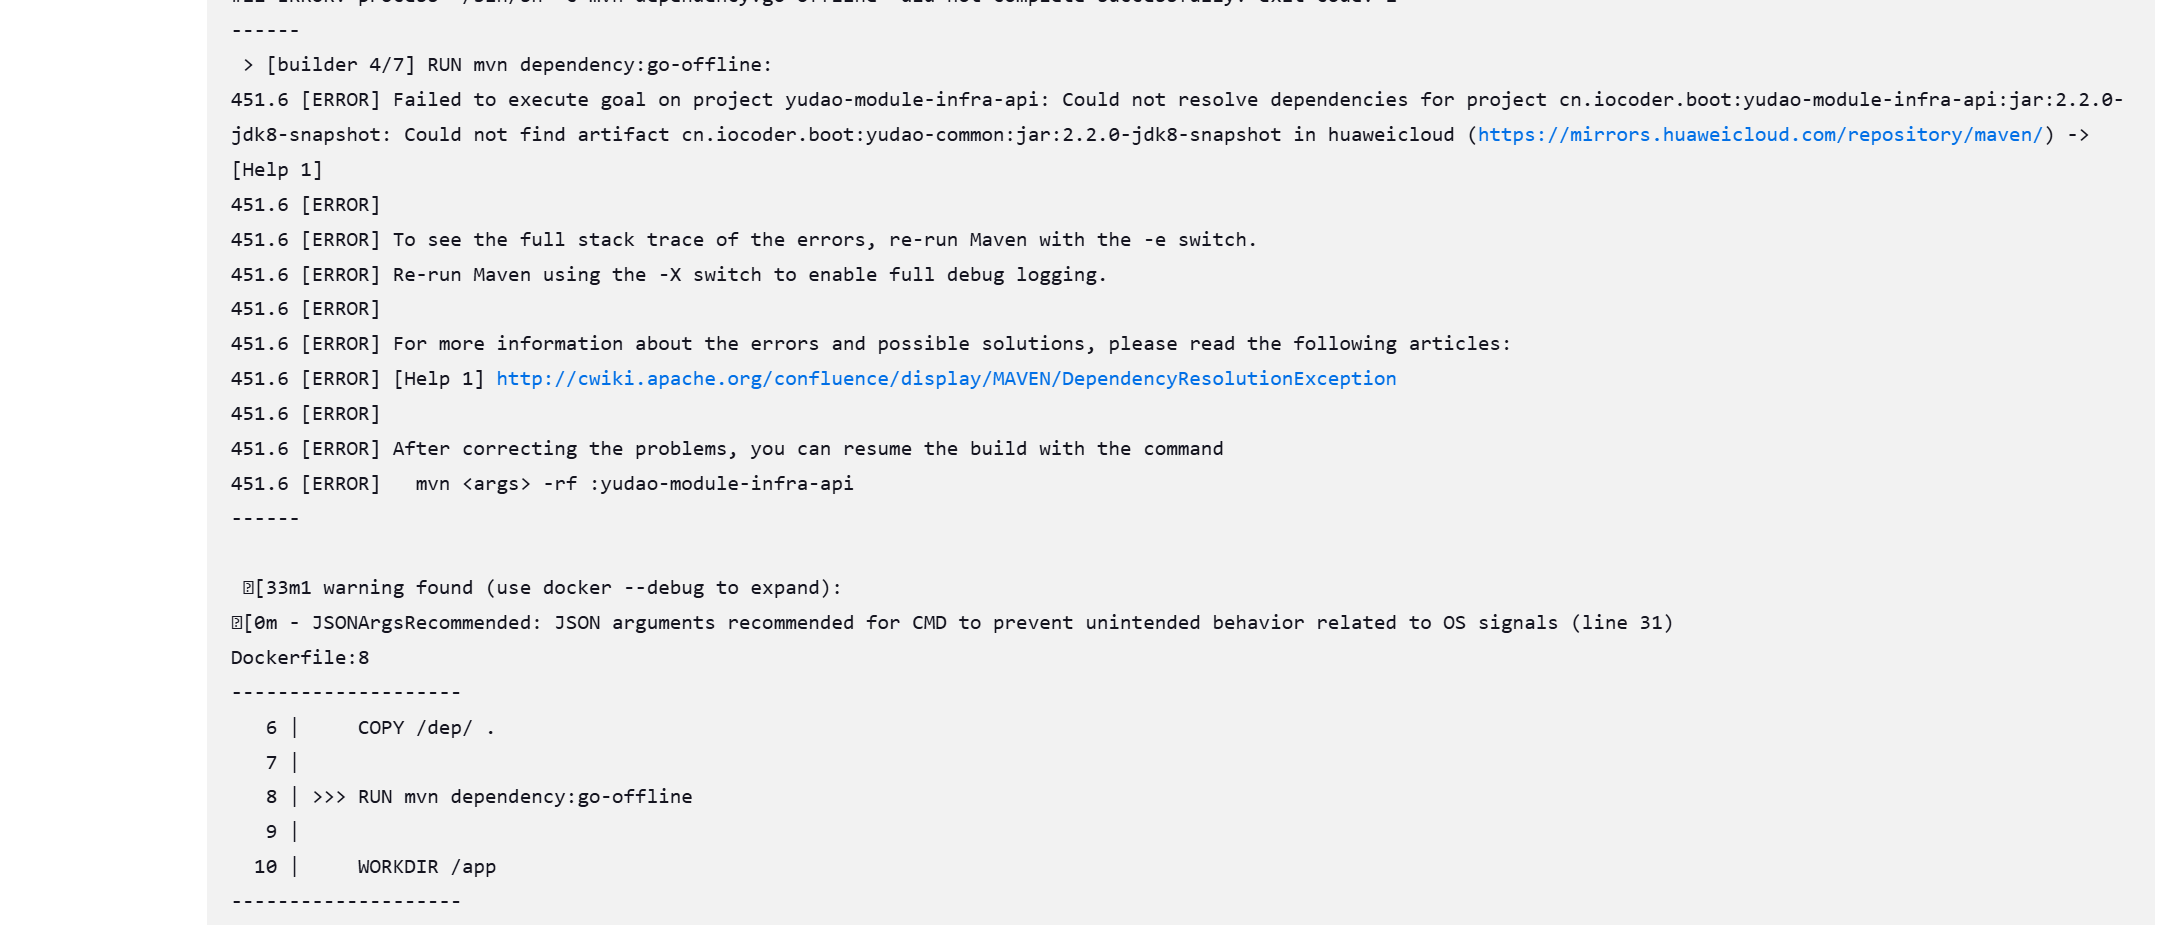 ------
> [builder 4/7] RUN mvn dependency:go-offline:
451.6 [ERROR] Failed to execute goal on project yudao-module-infra-api: Could not resolve dependencies for project cn.iocoder.boot:yudao-module-infra-api:jar:2.2.0-
jdk8-snapshot: Could not find artifact cn.iocoder.boot:yudao-common:jar:2.2.0-jdk8-snapshot in huaweicloud (https://mirrors.huaweicloud.com/repository/maven/) ->
[Help 1]
451.6 [ERROR]
451.6 [ERROR] To see the full stack trace of the errors, re-run Maven with the -e switch.
451.6 [ERROR] Re-run Maven using the -X switch to enable full debug logging.
451.6 [ERROR]
451.6 [ERROR] For more information about the errors and possible solutions, please read the following articles:
451.6 [ERROR] [Help 1] http://cwiki.apache.org/confluence/display/MAVEN/DependencyResolutionException
451.6 [ERROR]
451.6 [ERROR] After correcting the problems, you can resume the build with the command
451.6 [ERROR]   mvn <args> -rf :yudao-module-infra-api
------
[33m1 warning found (use docker --debug to expand):
[0m - JSONArgsRecommended: JSON arguments recommended for CMD to prevent unintended behavior related to OS signals (line 31)
Dockerfile:8
--------------------
6 |     COPY /dep/ .
7 |
8 | >>> RUN mvn dependency:go-offline
9 |
10 |     WORKDIR /app
--------------------